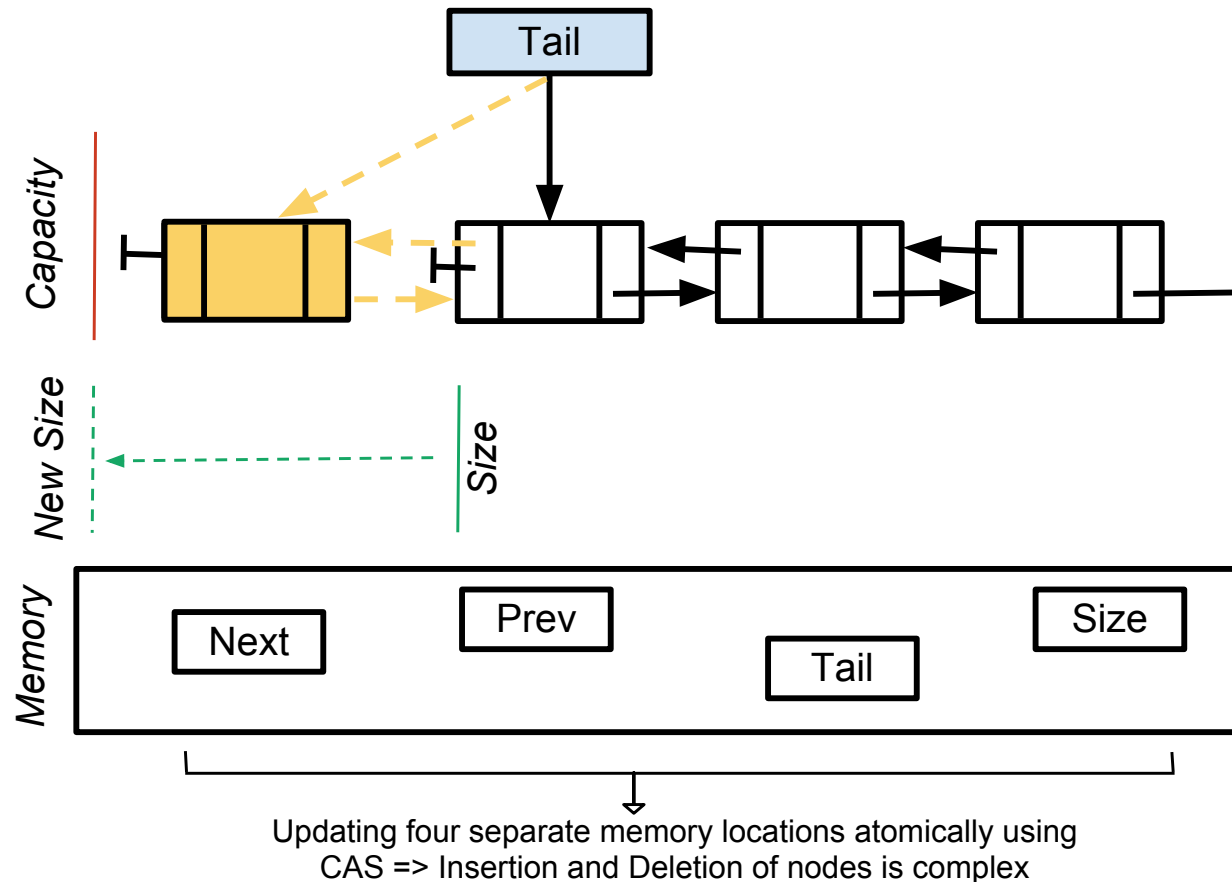 Tail
Capacity
New Size
Size
Memory
Next
Prev
Tail
Size
Updating four separate memory locations atomically using
CAS => Insertion and Deletion of nodes is complex